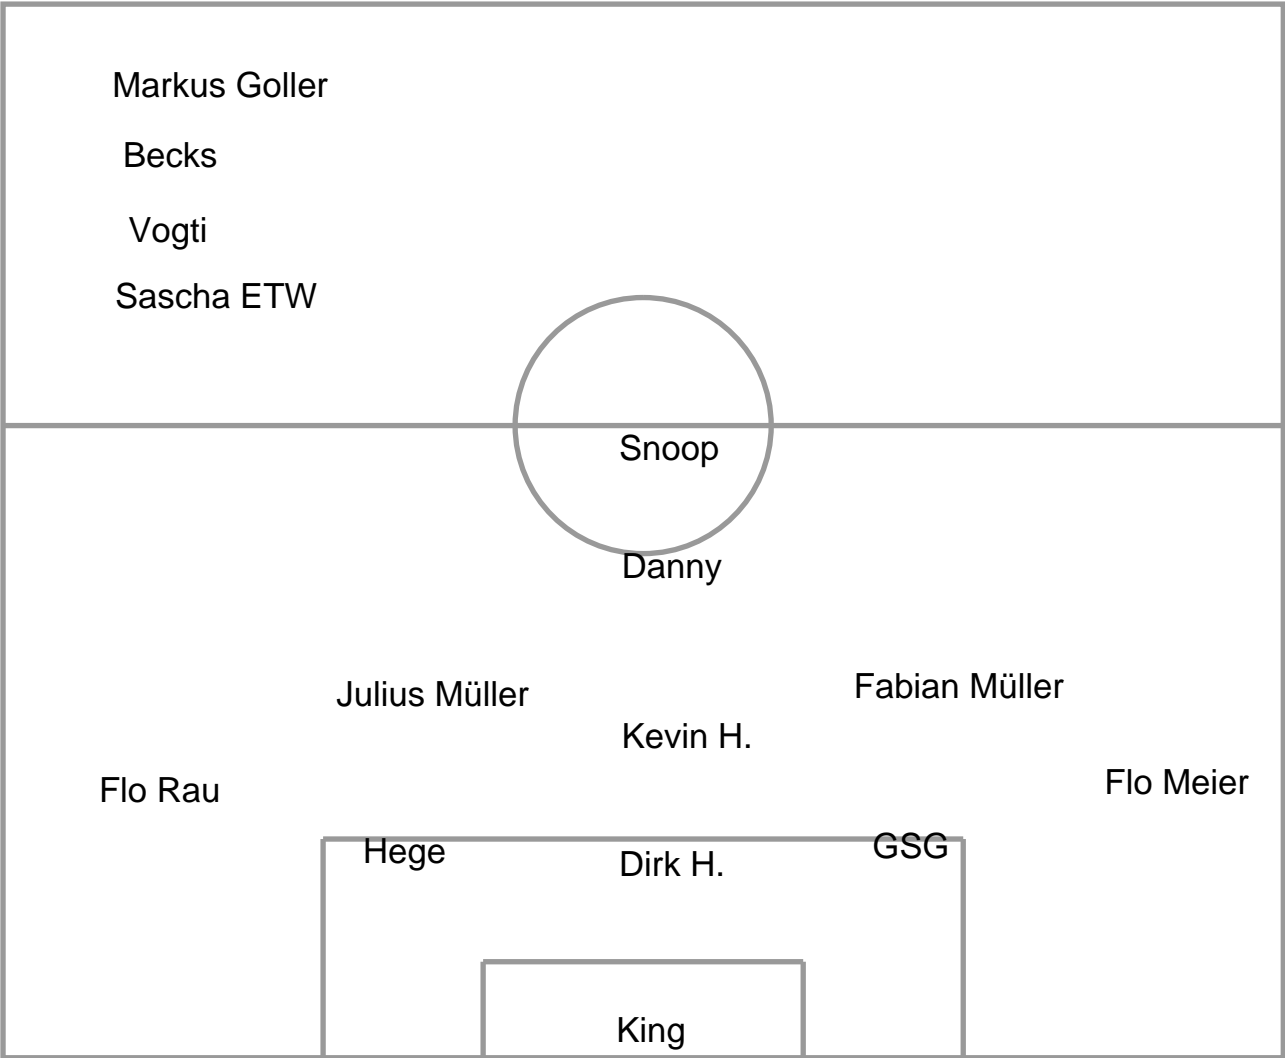 Markus Goller
Becks
Vogti
Sascha ETW
Snoop
Danny
Julius Müller
Fabian Müller
Kevin H.
Flo Rau
Flo Meier
Hege
Dirk H.
GSG
King